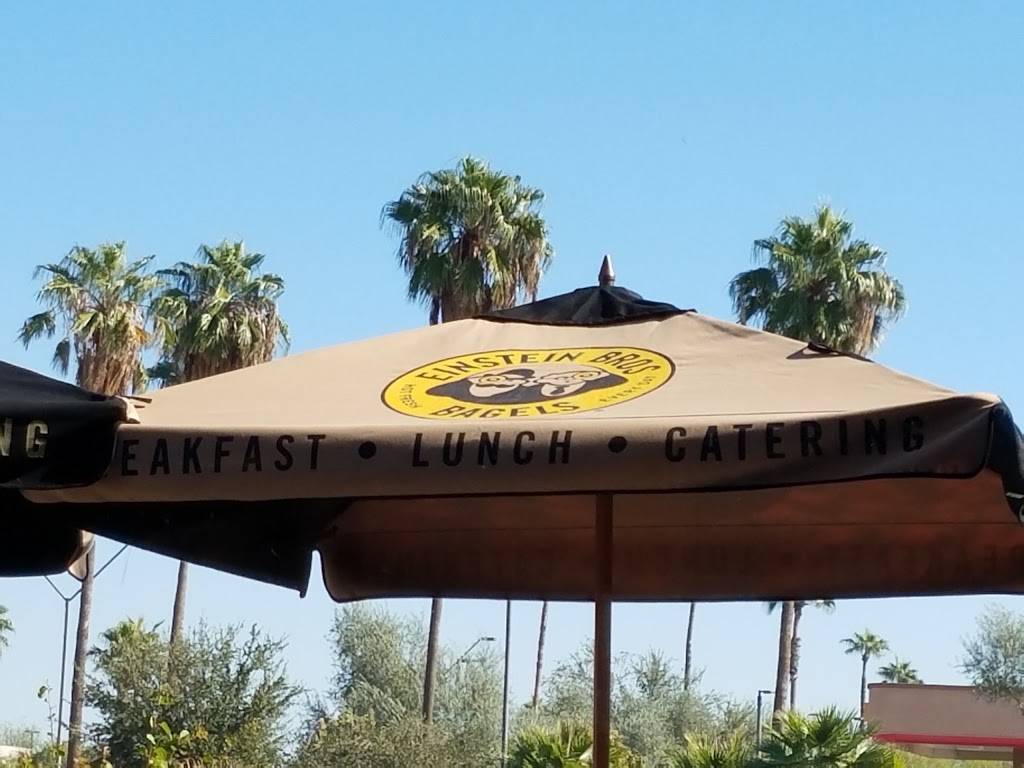 EINSTEIN BROS
BAGELS
EAKFAST • LUNCH • CATERING
NG